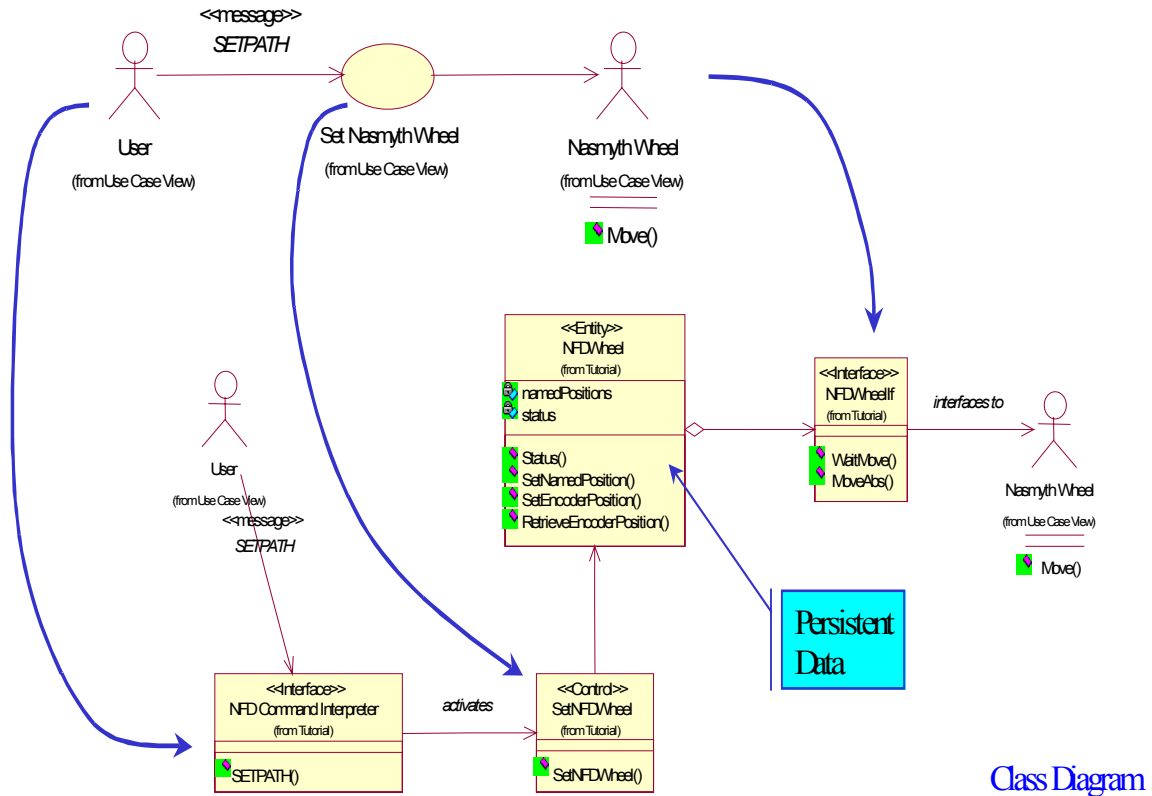 <<message>>
SETPATH
User
(from Use Case View)
Set Nasmyth Wheel
(from Use Case View)
Nasmyth Wheel
(from Use Case View)
Move()
<<Entity>>
NFDWheel
(from Tutorial)
namedPositions
status
Status()
SetNamedPosition()
SetEncoderPosition()
RetrieveEncoderPosition()
<<Interface>>
NFDWheelIf
(from Tutorial)
WaitMove()
MoveAbs()
interfaces to
Nasmyth Wheel
(from Use Case View)
Move()
User
(from Use Case View)
<<message>>
SETPATH
Persistent
Data
<<Interface>>
NFD Command Interpreter
(from Tutorial)
SETPATH()
activates
<<Control>>
SetNFDWheel
(from Tutorial)
SetNFDWheel()
Class Diagram